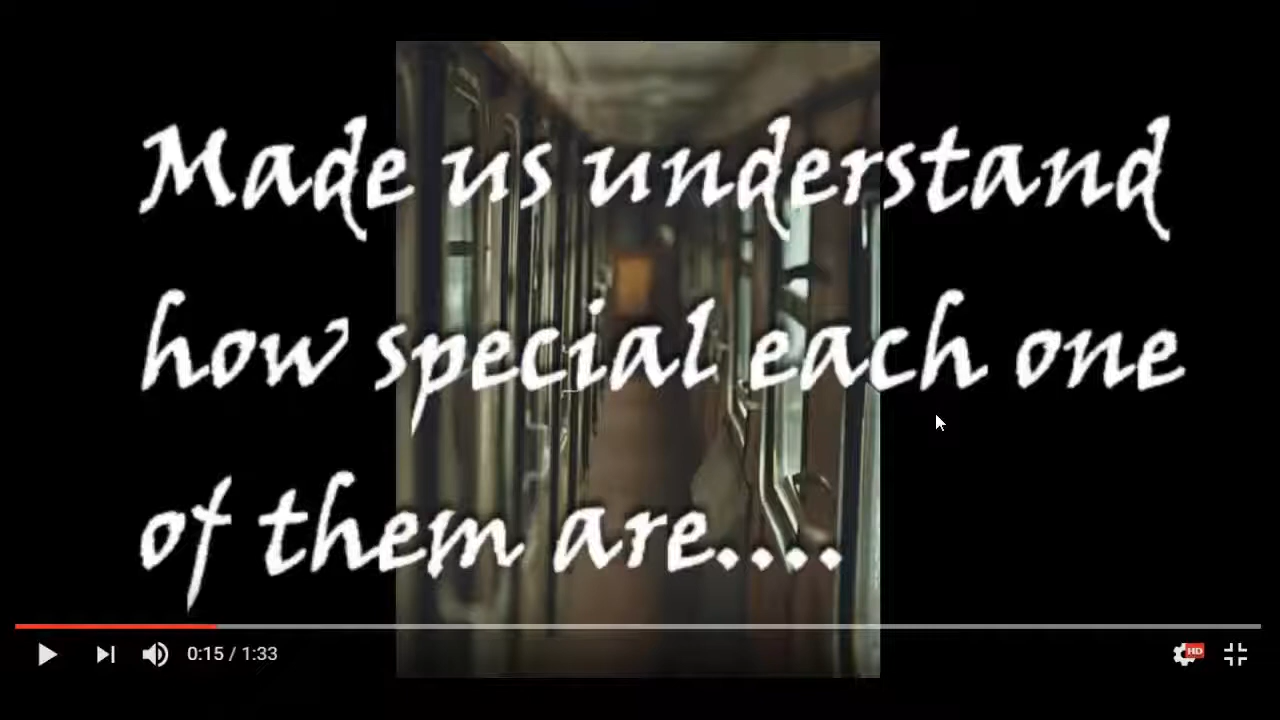 Made us understand
how special each one
of them are....
0:15 / 1:33
HD